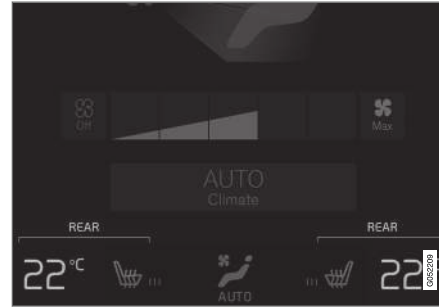 Off
Max
AUTO
Climate
REAR
REAR
22°C
AUTO
22
G052209